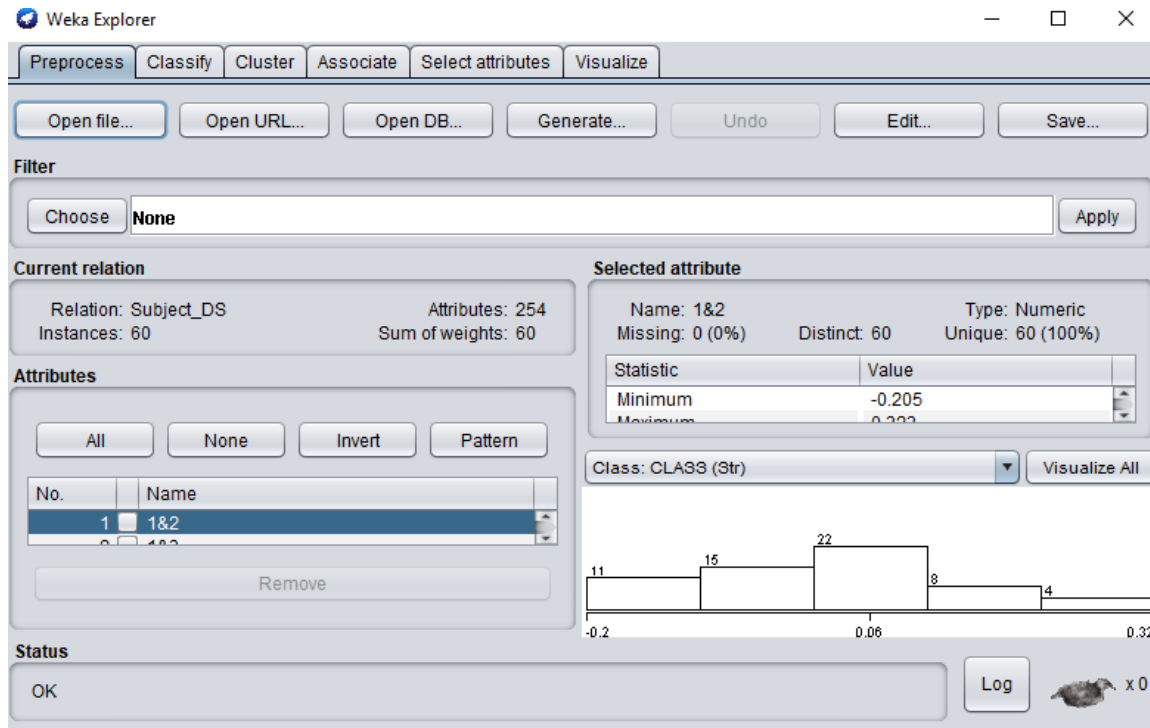 Weka Explorer
Preprocess Classify Cluster Associate Select attributes Visualize
Open file... Open URL... Open DB... Generate... Undo Edit... Save...
Filter
Choose None Apply
Current relation
Relation: Subject_DS Attributes: 254
Instances: 60 Sum of weights: 60
Attributes
All None Invert Pattern
No. Name
1 1&2
Remove
Selected attribute
Name: 1&2 Type: Numeric
Missing: 0 (0%) Distinct: 60 Unique: 60 (100%)
Statistic Value
Minimum -0.205
Maximum
Class: CLASS (Str) Visualize All
11 15 22 8 4
-0.2 0.06 0.32
Status
OK
Log x 0